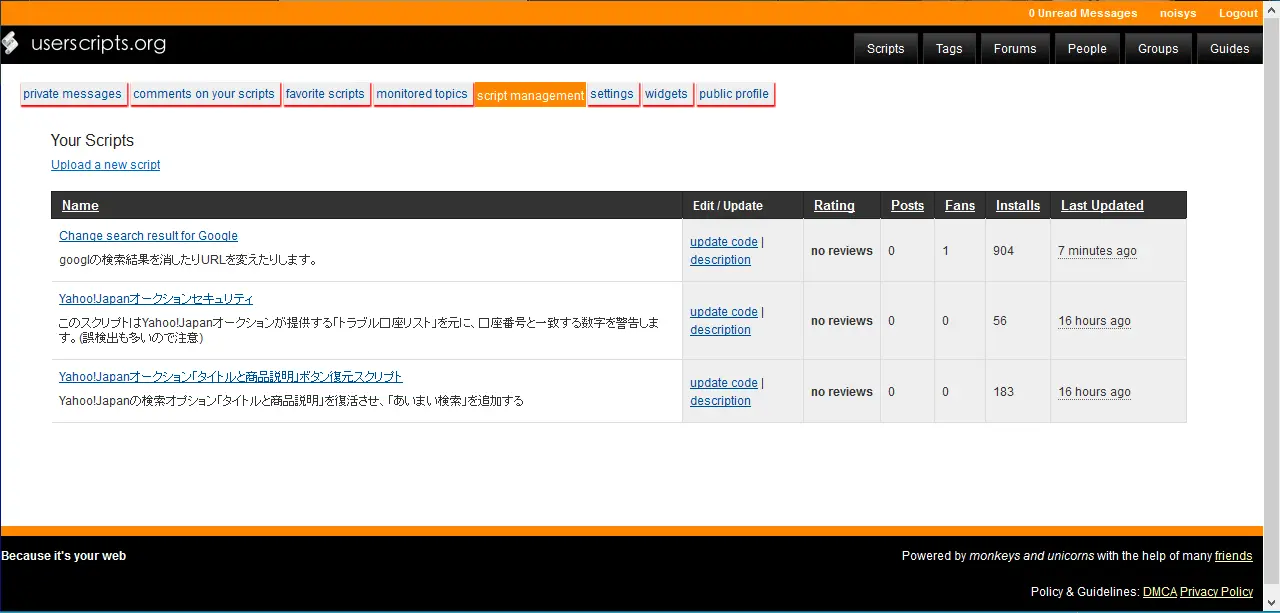 0 Unread Messages noisys Logout
userscripts.org
Scripts Tags Forums People Groups Guides
private messages comments on your scripts favorite scripts monitored topics script management settings widgets public profile
Your Scripts
Upload a new script
Name Edit / Update Rating Posts Fans Installs Last Updated
Change search result for Google
googlの検索結果を消したりURLを変えたりします。
update code | description
no reviews 0 1 904 7 minutes ago
Yahoo!Japanオークションセキュリティ
このスクリプトはYahoo!Japanオークションが提供する「トラブル口座リスト」を元に、口座番号と一致する数字を警告しま
す。(誤検出も多いので注意)
update code | description
no reviews 0 0 56 16 hours ago
Yahoo!Japanオークション「タイトルと商品説明」ボタン復元スクリプト
Yahoo!Japanの検索オプション「タイトルと商品説明」を復活させ、「あいまい検索」を追加する
update code | description
no reviews 0 0 183 16 hours ago
Because it's your web
Powered by monkeys and unicorns with the help of many friends
Policy & Guidelines: DMCA Privacy Policy